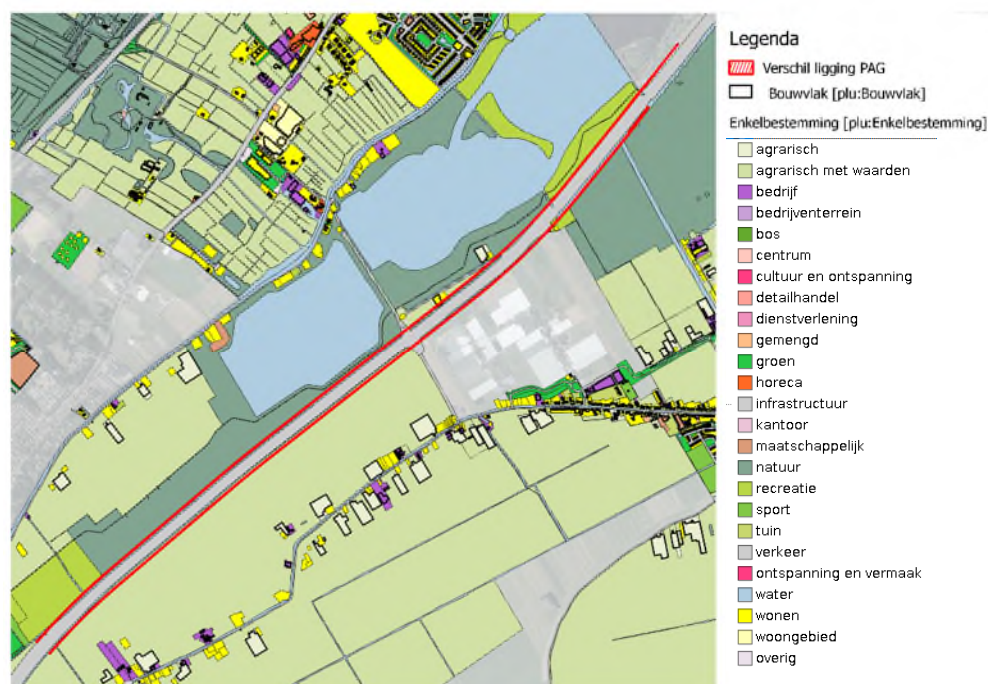 Legenda
Verschil ligging PAG
Bouwvlak [plu:Bouwvlak]
Enkelbestemming [plu:Enkelbestemming]
agrarisch
agrarisch met waarden
bedrijf
bedrijventerrein
bos
centrum
cultuur en ontspanning
detailhandel
dienstverlening
gemengd
groen
horeca
infrastructuur
kantoor
maatschappelijk
natuur
recreatie
sport
tuin
verkeer
ontspanning en vermaak
water
wonen
woongebied
overig